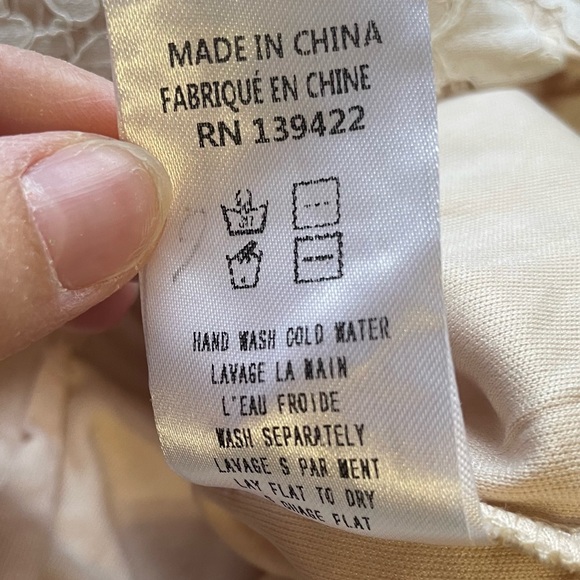 MADE IN CHINA
FABRIQUÉ EN CHINE
RN 139422
HAND WASH COLD WATER
LAVAGE LA MAIN
L'EAU FROIDE
WASH SEPARATELY
LAVAGE S PAR MENT
LAY FLAT TO DRY
FLAT